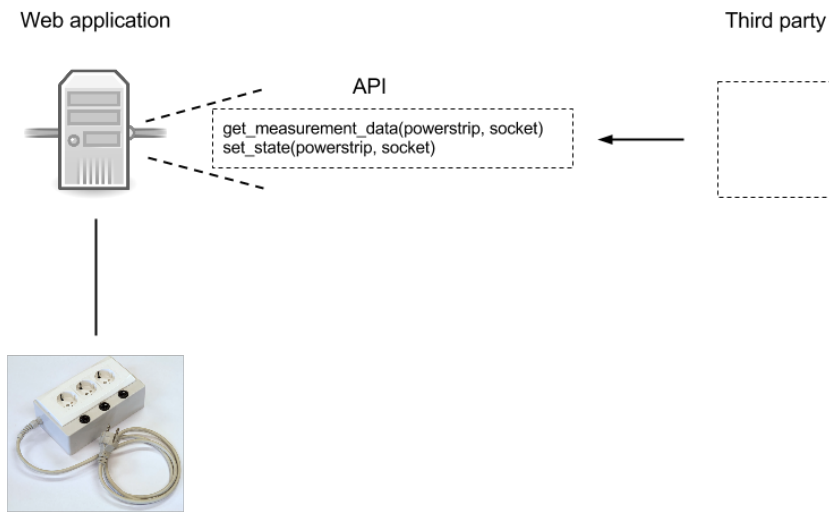 Web application
Third party
API
get_measurement_data(powerstrip, socket)
set_state(powerstrip, socket)